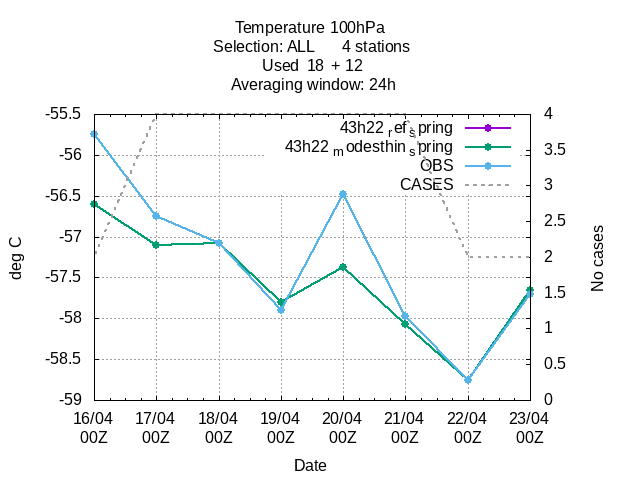 Temperature 100hPa
Selection: ALL 4 stations
Used 18 + 12
Averaging window: 24h
43h22 ref spring
43h22 modesthin spring
OBS
CASES
-55.5
-56
-56.5
-57
-57.5
-58
-58.5
-59
deg C
4
3.5
3
2.5
2
1.5
1
0.5
0
No cases
16/04 17/04 18/04 19/04 20/04 21/04 22/04 23/04
00Z 00Z 00Z 00Z 00Z 00Z 00Z 00Z
Date